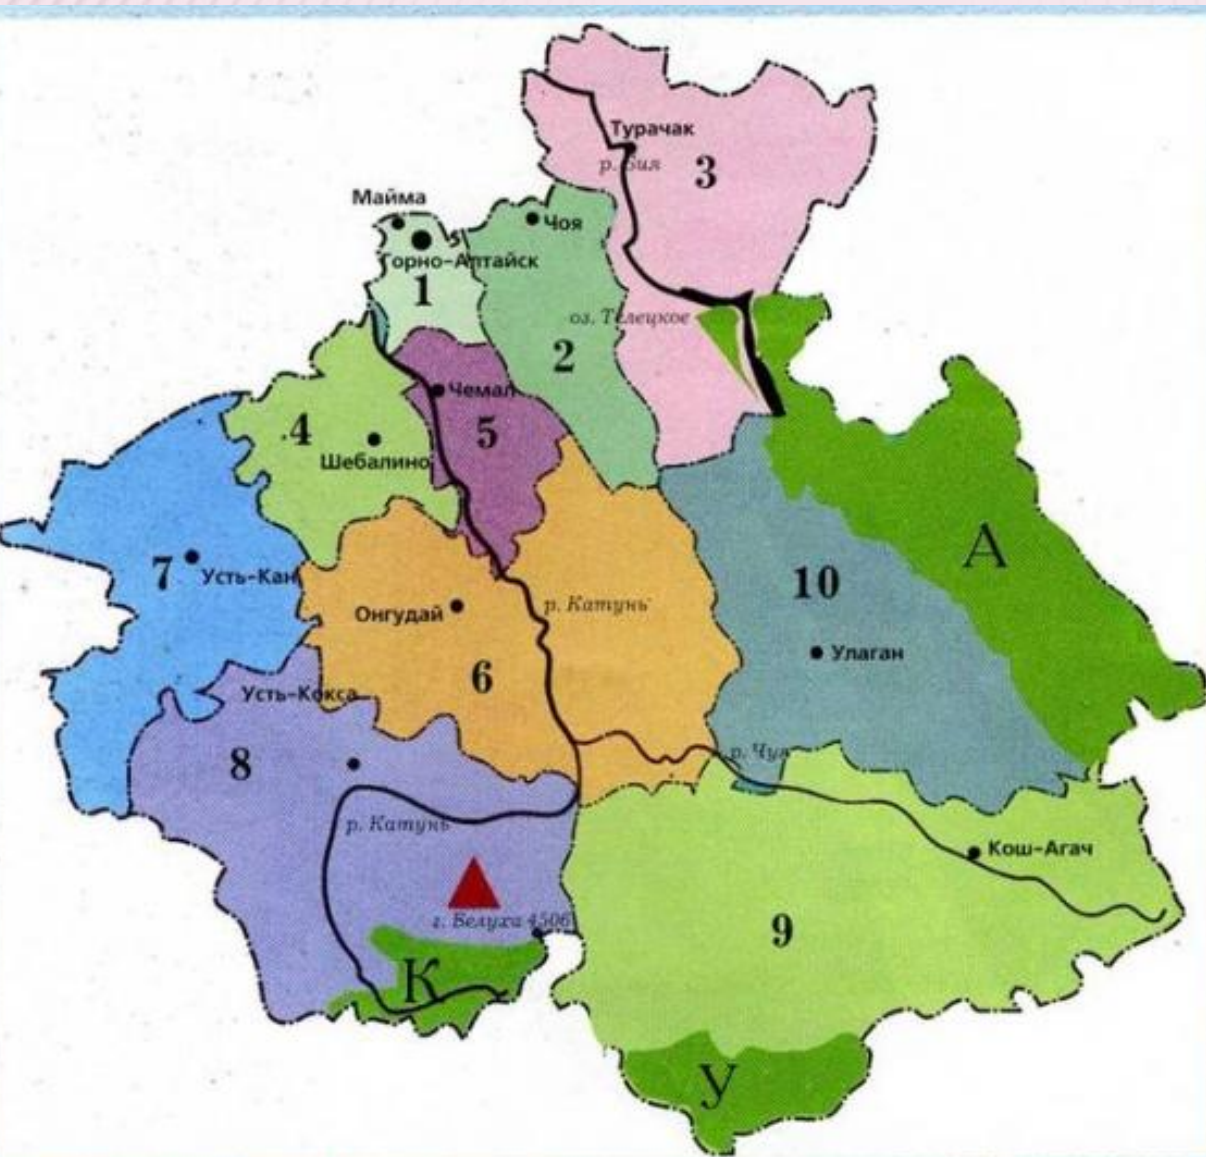 Турачак
р. Бия
3
Майма
Чоя
Горно-Алтайск
1
оз. Телецкое
2
Чемал
4
5
Шебалино
А
7
Усть-Кан
10
Онгудай
р. Катунь
Улаган
6
Усть-Кокса
8
р. Чуя
р. Катунь
Кош-Агач
г. Белуха 4506
9
К
У